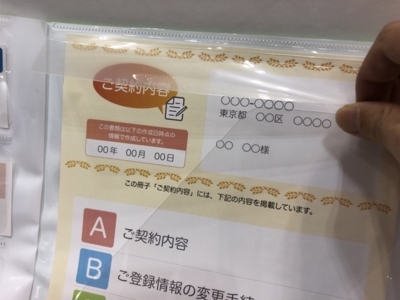 ご契約内容
○○○-○○○○
東京都 ○○区 ○○○○
この書類は以下の作成日時点の
情報で作成しています。
00年 00月 00日
○○ ○○様
この冊子「ご契約内容」には、下記の内容を掲載しています。
A ご契約内容
B ご登録情報の変更手続